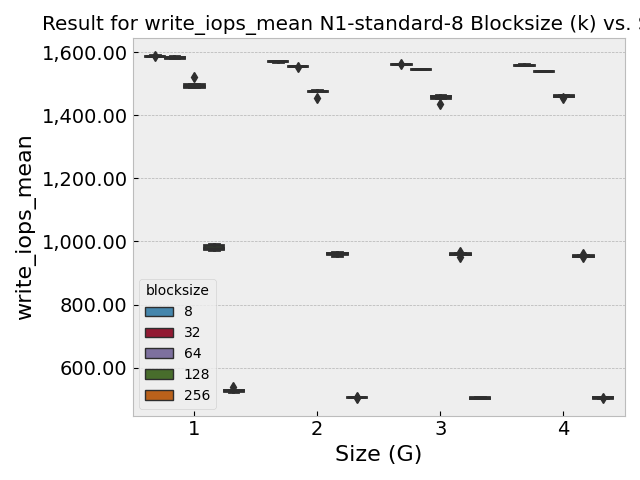 Result for write_iops_mean N1-standard-8 Blocksize (k) vs.
1,600.00
1,400.00
1,200.00
1,000.00
800.00
600.00
write_iops_mean
blocksize
8
32
64
128
256
1 2 3 4
Size (G)